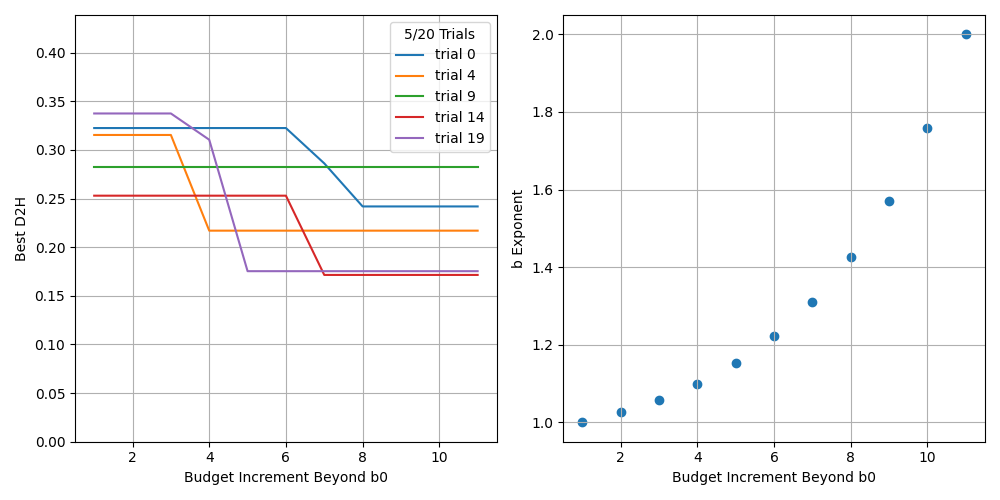 0.40
0.35
0.30
0.25
0.20
0.15
0.10
0.05
0.00
Best D2H
2 4 6 8 10
Budget Increment Beyond b0
5/20 Trials
trial 0
trial 4
trial 9
trial 14
trial 19
2.0
1.8
1.6
1.4
1.2
1.0
b Exponent
2 4 6 8 10
Budget Increment Beyond b0